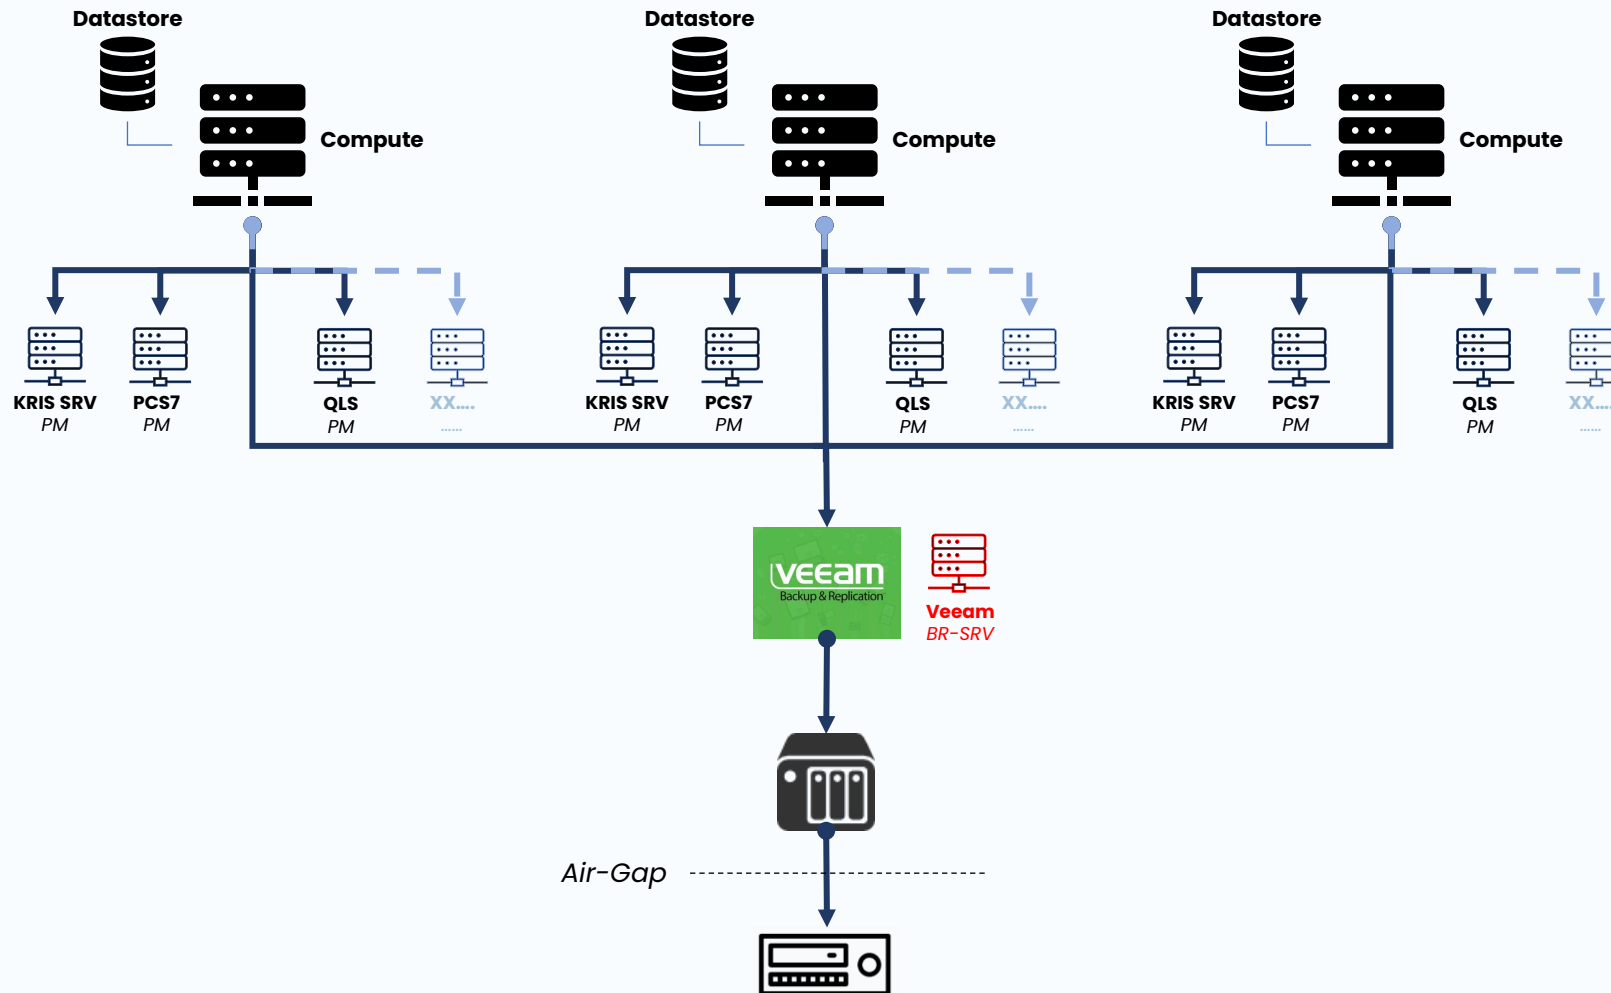 Datastore
Datastore
Datastore
Compute
Compute
Compute
KRIS SRV
PM
PCS7
PM
QLS
PM
XX....
......
KRIS SRV
PM
PCS7
PM
QLS
PM
XX....
......
KRIS SRV
PM
PCS7
PM
QLS
PM
XX....
......
veeam
Backup & Replication
Veeam
BR-SRV
Air-Gap